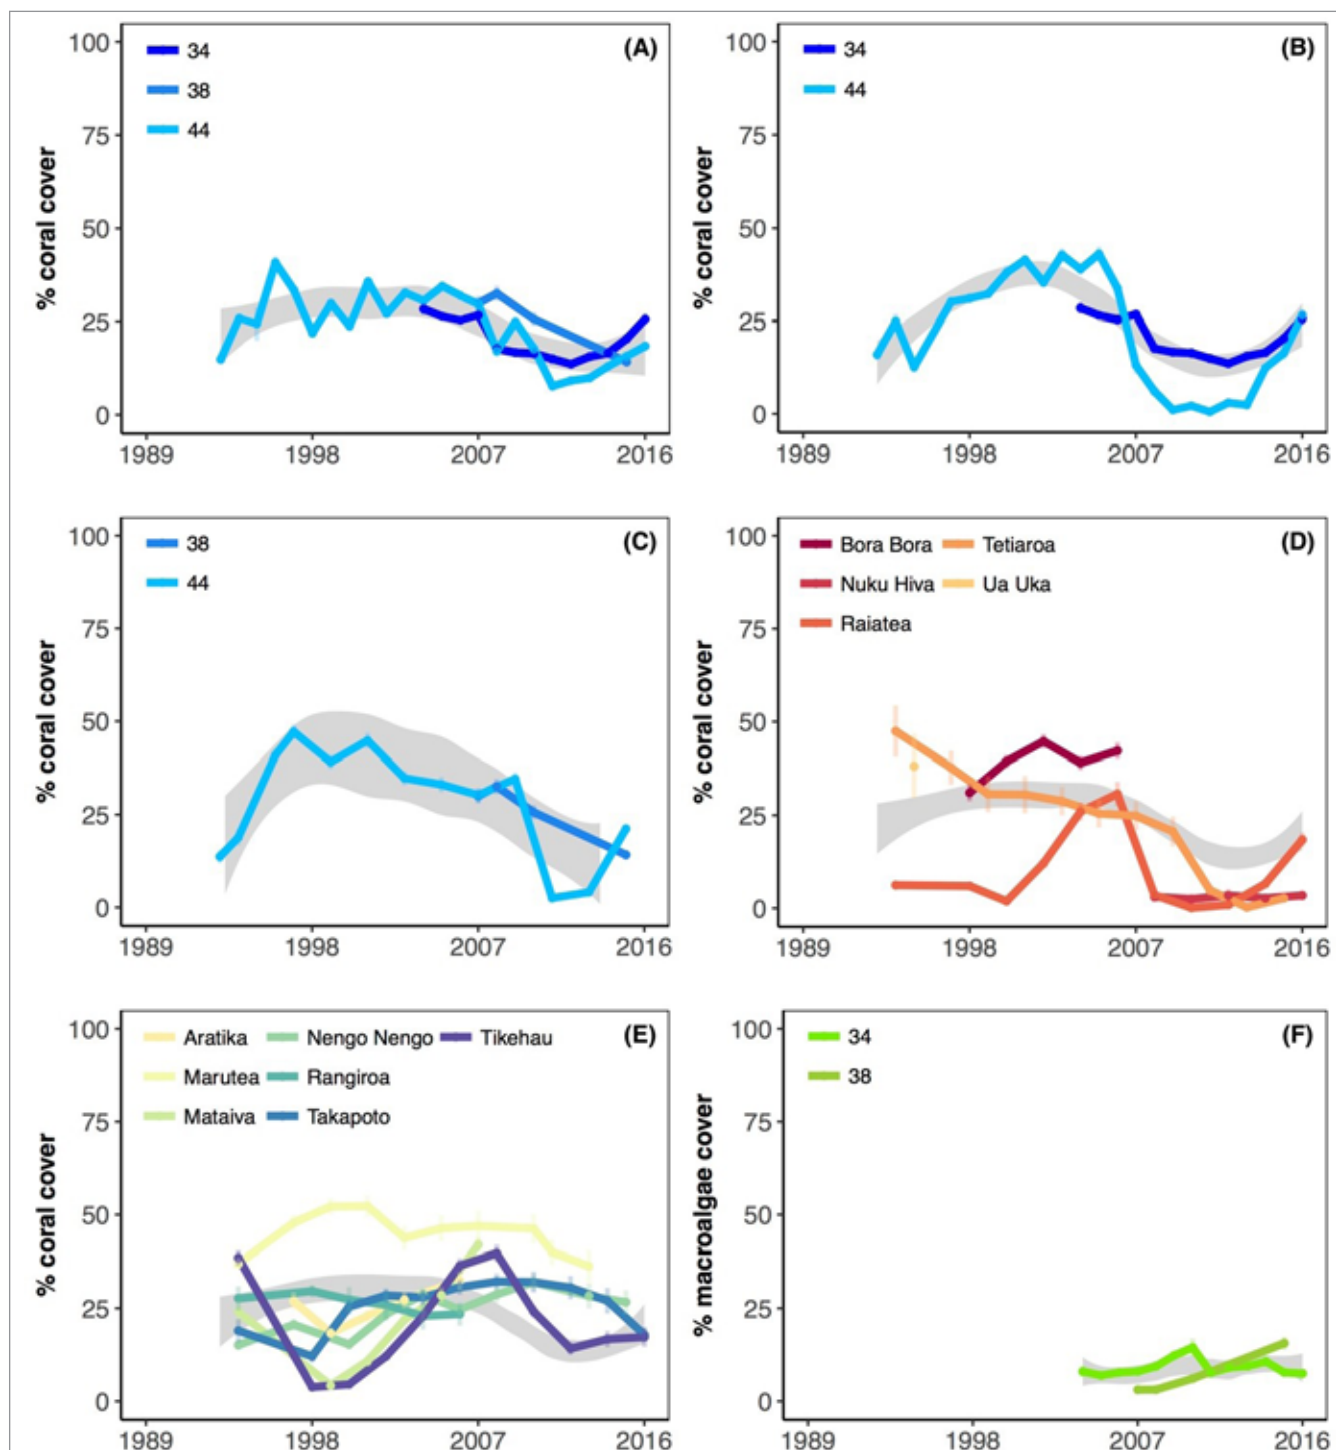 100
75
50
25
0
% coral cover
34
38
44
(A)
1989 1998 2007 2016
100
75
50
25
0
% coral cover
34
44
(B)
1989 1998 2007 2016
100
75
50
25
0
% coral cover
38
44
(C)
1989 1998 2007 2016
100
75
50
25
0
% coral cover
Bora Bora Tetiaroa
Nuku Hiva Ua Uka
Raiatea
(D)
1989 1998 2007 2016
100
75
50
25
0
% coral cover
Aratika Nengo Nengo Tikehau
Marutea Rangiroa
Mataiva Takapoto
(E)
1989 1998 2007 2016
100
75
50
25
0
% macroalgae cover
34
38
(F)
1989 1998 2007 2016